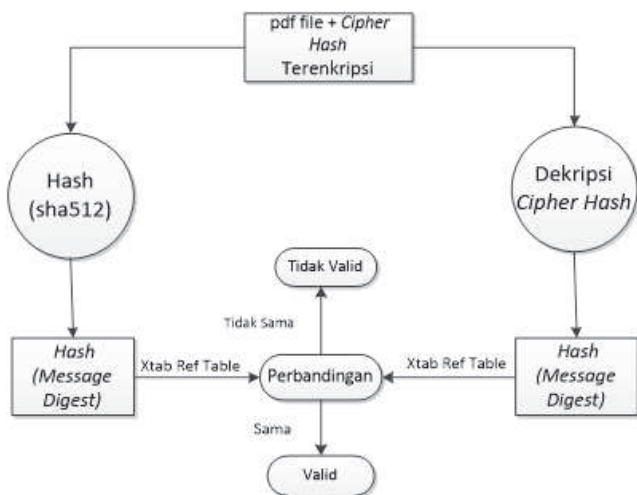 pdf file + Cipher
Hash
Terenkripsi
Hash
(sha512)
Dekripsi
Cipher Hash
Tidak Valid
Tidak Sama
Hash
(Message
Digest)
Xtab Ref Table
Perbandingan
Xtab Ref Table
Hash
(Message
Digest)
Sama
Valid